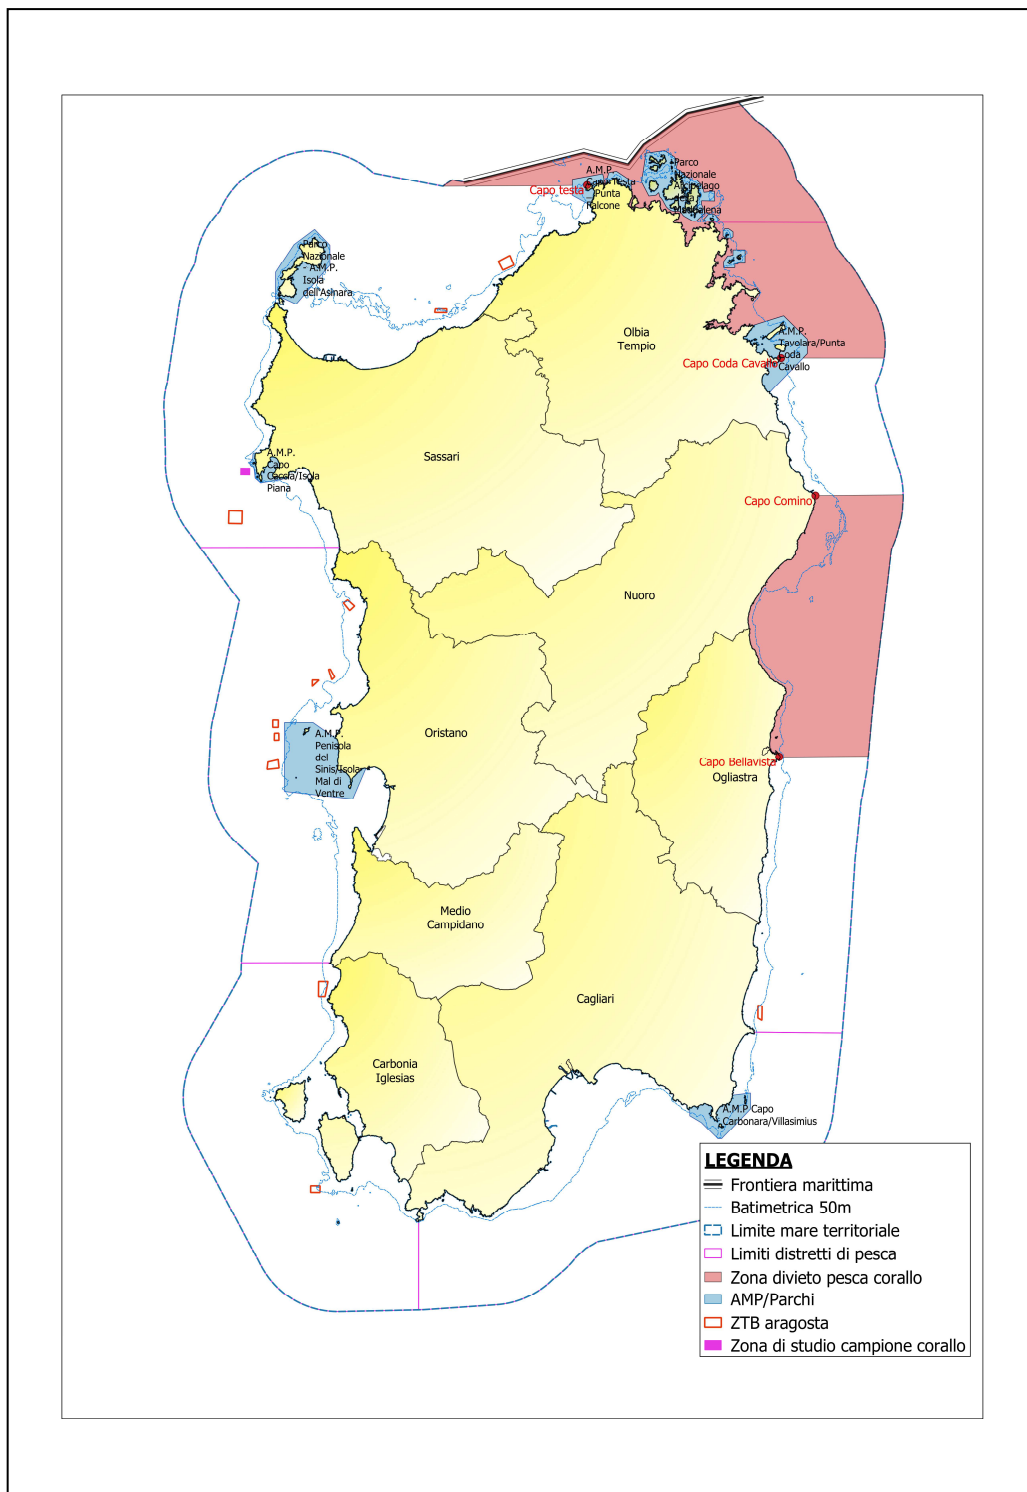 Parco
Nazionale
Arcipelago
della
Maddalena
A.M.P.
Capo Testa
Punta
Falcone
Capo testa
Parco
Nazionale
- A.M.P.
Isola
dell'Asinara
Olbia
Tempio
A.M.P.
Tavolara/Punta
Coda
Cavallo
Capo Coda Cavallo
Sassari
A.M.P.
Capo
Caccia/Isola
Piana
Capo Comino
Nuoro
Oristano
A.M.P.
Penisola
del
Sinis/Isola
Mal di
Ventre
Capo Bellavista
Ogliastra
Medio
Campidano
Cagliari
Carbonia
Iglesias
A.M.P Capo
Carbonara/Villasimius
LEGENDA
Frontiera marittima
Batimetrica 50m
Limite mare territoriale
Limiti distretti di pesca
Zona divieto pesca corallo
AMP/Parchi
ZTB aragosta
Zona di studio campione corallo